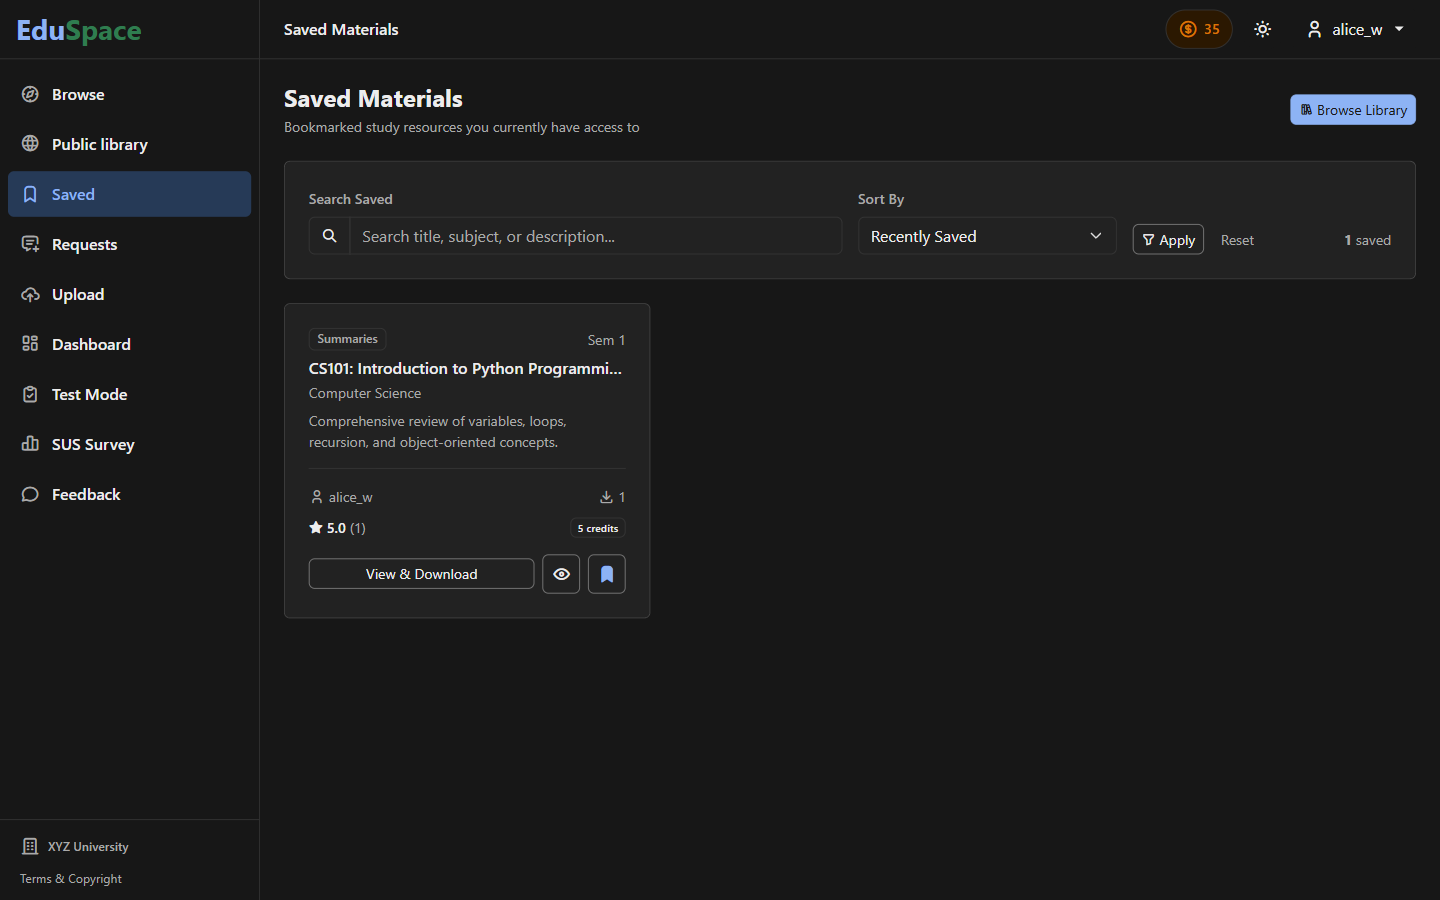 EduSpace
Saved Materials
35
alice_w
Browse
Public library
Saved
Requests
Upload
Dashboard
Test Mode
SUS Survey
Feedback
XYZ University
Terms & Copyright
Saved Materials
Bookmarked study resources you currently have access to
Browse Library
Search Saved
Search title, subject, or description...
Sort By
Recently Saved
Apply
Reset
1 saved
Summaries
Sem 1
CS101: Introduction to Python Programmi...
Computer Science
Comprehensive review of variables, loops,
recursion, and object-oriented concepts.
alice_w
1
5.0 (1)
5 credits
View & Download